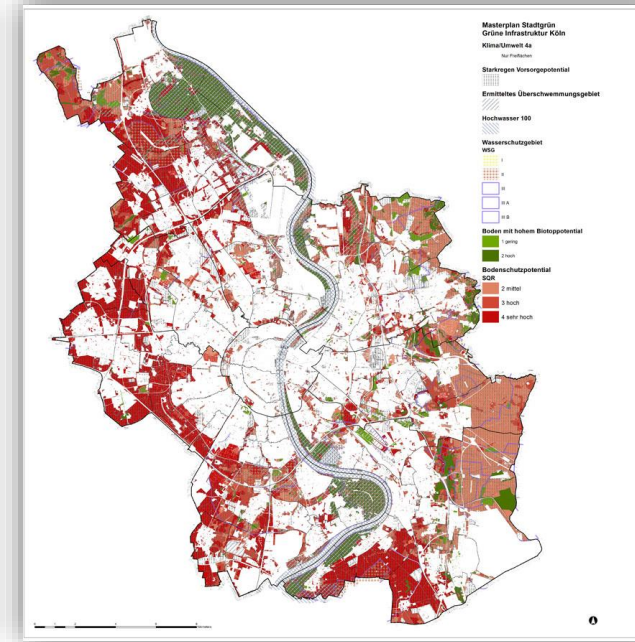 Masterplan Stadtgrün
Grüne Infrastruktur Köln
Klima/Umwelt 4a
Nur Freiflächen
Starkregen Vorsorgepotential
Ermitteltes Überschwemmungsgebiet
Hochwasser 100
Wasserschutzgebiet
WSG
I
II
III
III A
III B
Boden mit hohem Biotoppotential
1 gering
2 hoch
Bodenschutzpotential
SQR
2 mittel
3 hoch
4 sehr hoch